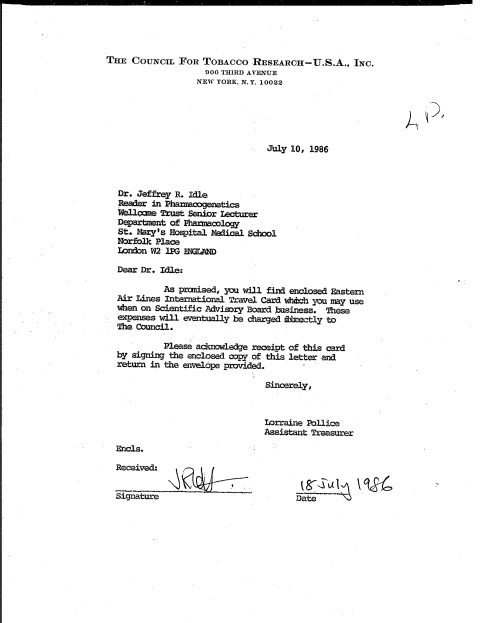 THE COUNCIL FOR TOBACCO RESEARCH—U.S.A., INC.
900 THIRD AVENUE
NEW YORK, N.Y. 10022
L P.
July 10, 1986
Dr. Jeffrey R. Idle
Reader in Pharmacogenetics
Wellcome Trust Senior Lecturer
Department of Pharmacology
St. Mary's Hospital Medical School
Norfolk Place
London W2 1PG ENGLAND
Dear Dr. Idle:
As promised, you will find enclosed Eastern
Air Lines International Travel Card which you may use
when on Scientific Advisory Board business. These
expenses will eventually be charged directly to
The Council.
Please acknowledge receipt of this card
by signing the enclosed copy of this letter and
return in the envelope provided.
Sincerely,
Lorraine Pollice
Assistant Treasurer
Encls.
Received:
18 July 1986
Signature
Date